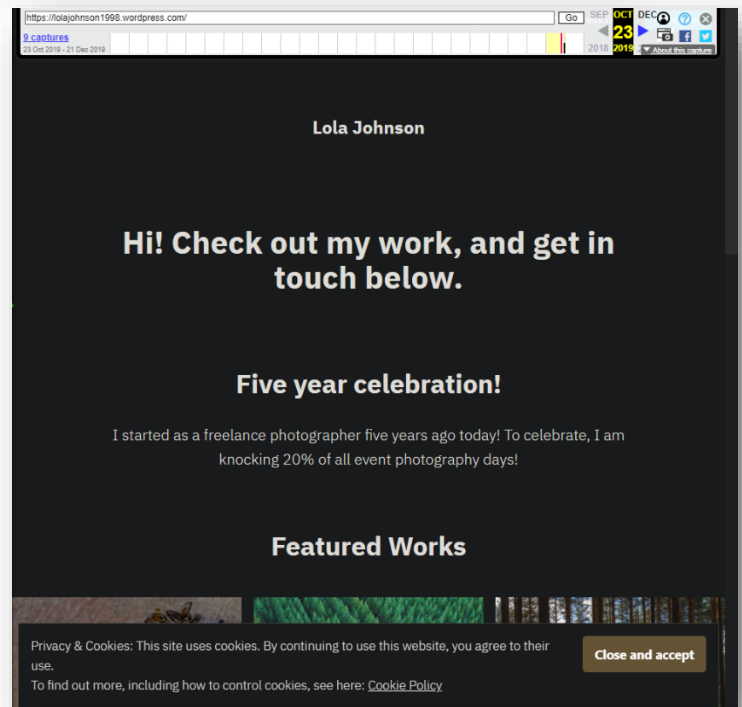 https://lolajohnson1998.wordpress.com/ Go SEP OCT DEC
9 captures 23
23 Oct 2019 - 21 Dec 2019 2018 2019 ▼ About this capture
Lola Johnson
Hi! Check out my work, and get in
touch below.
Five year celebration!
I started as a freelance photographer five years ago today! To celebrate, I am
knocking 20% of all event photography days!
Featured Works
Privacy & Cookies: This site uses cookies. By continuing to use this website, you agree to their
use.
To find out more, including how to control cookies, see here: Cookie Policy
Close and accept